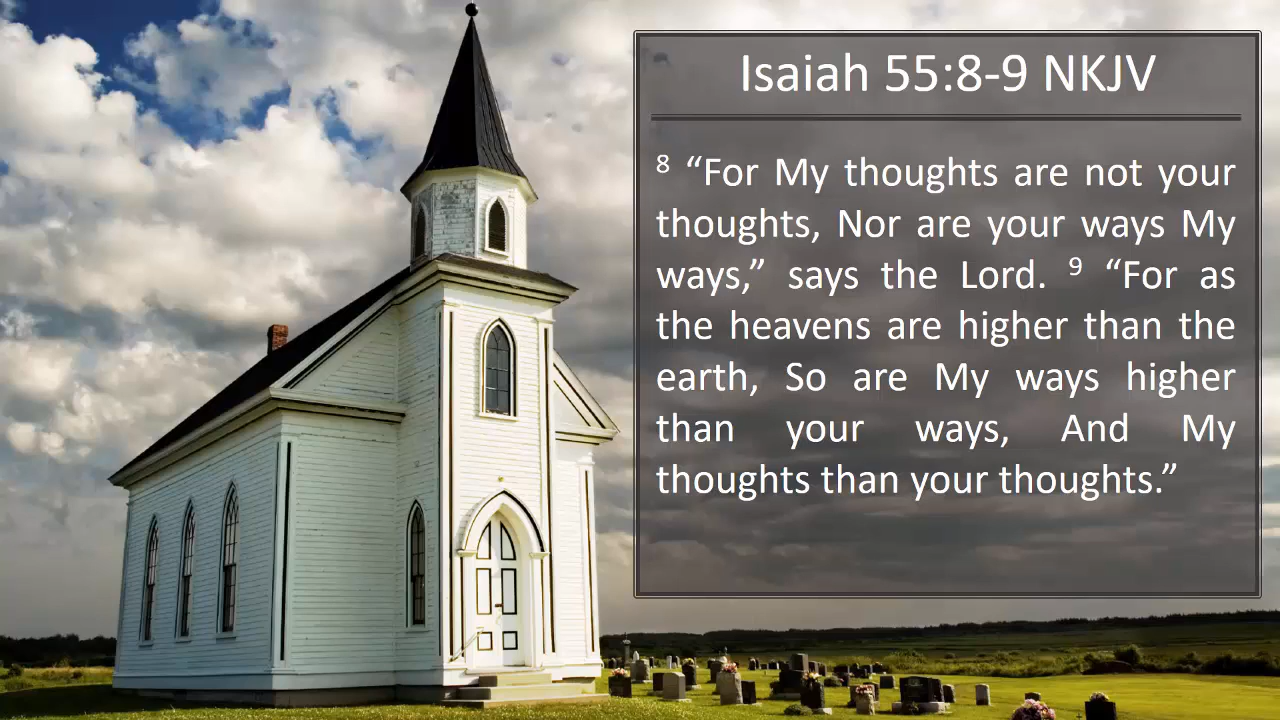 Isaiah 55:8-9 NKJV
⁸ “For My thoughts are not your
thoughts, Nor are your ways My
ways,” says the Lord. ⁹ “For as
the heavens are higher than the
earth, So are My ways higher
than your ways, And My
thoughts than your thoughts.”